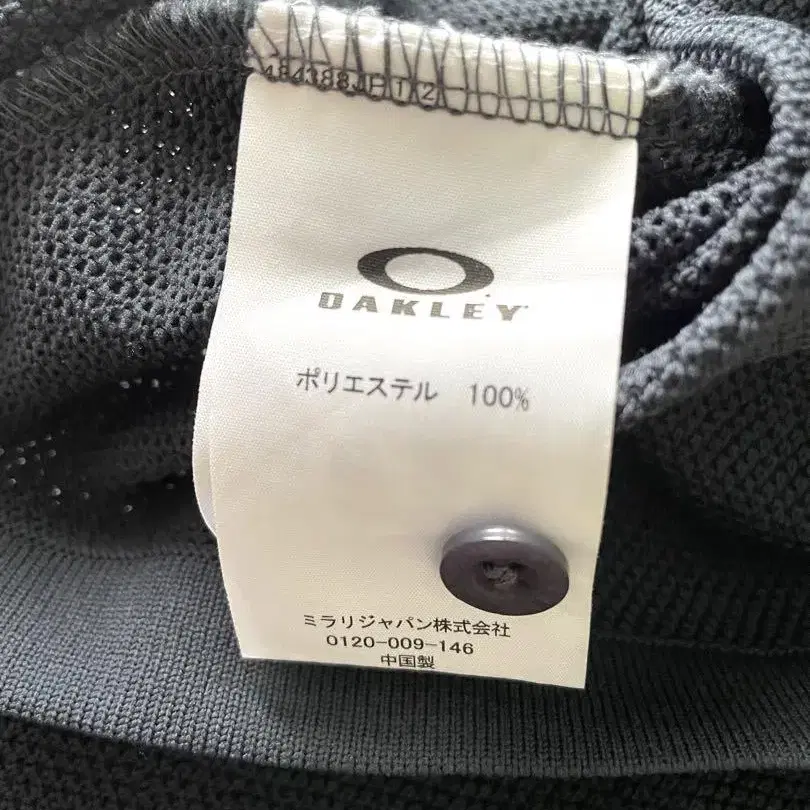 OAKLEY
ポリエステル 100%
ミラリジャパン株式会社
0120-009-146
中国製